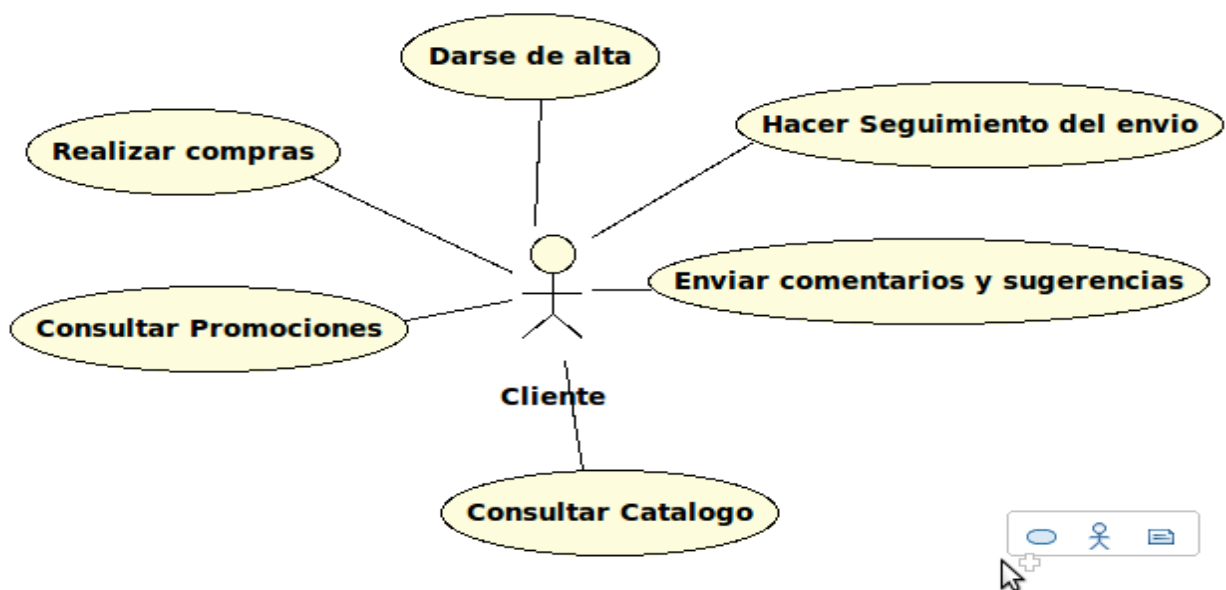 Darse de alta
Hacer Seguimiento del envio
Realizar compras
Enviar comentarios y sugerencias
Consultar Promociones
Cliente
Consultar Catalogo